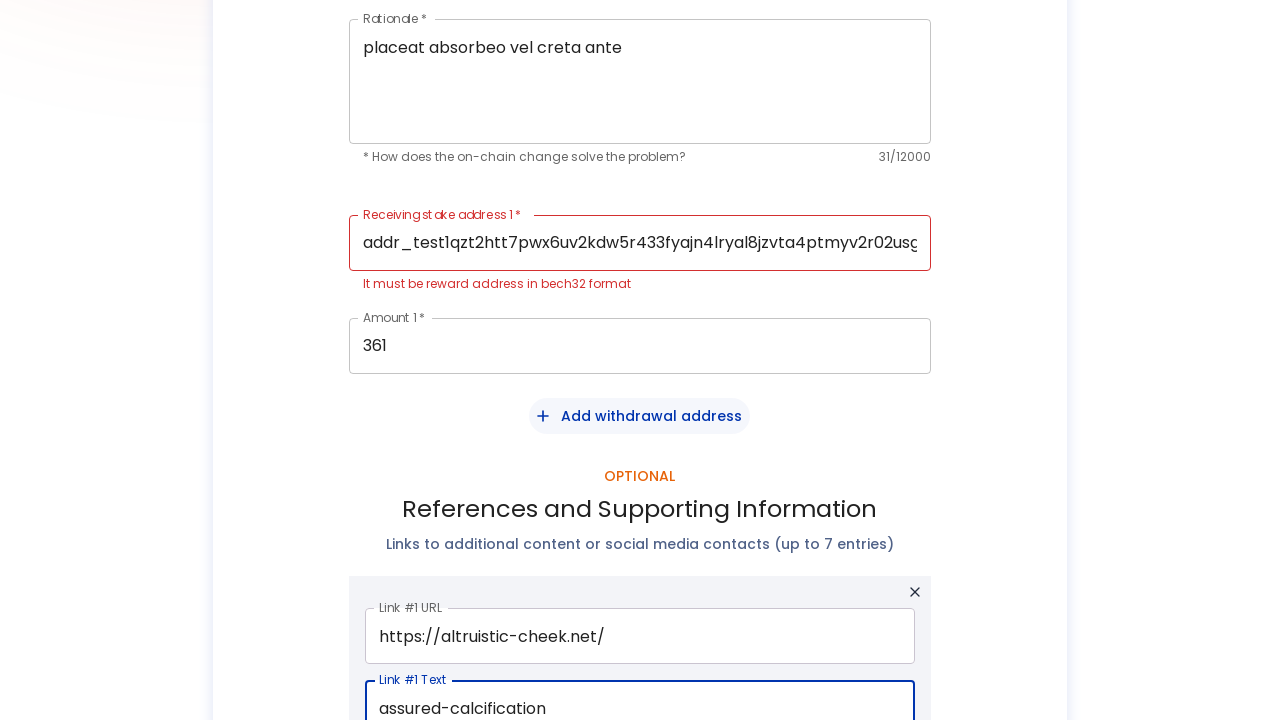 Rationale *
placeat absorbeo vel creta ante
* How does the on-chain change solve the problem?
31/12000
Receiving stake address 1 *
addr_test1qzt2htt7pwx6uv2kdw5r433fyajn4lryal8jzvta4ptmyv2r02usg
It must be reward address in bech32 format
Amount 1 *
361
+ Add withdrawal address
OPTIONAL
References and Supporting Information
Links to additional content or social media contacts (up to 7 entries)
Link #1 URL
https://altruistic-cheek.net/
Link #1 Text
assured-calcification